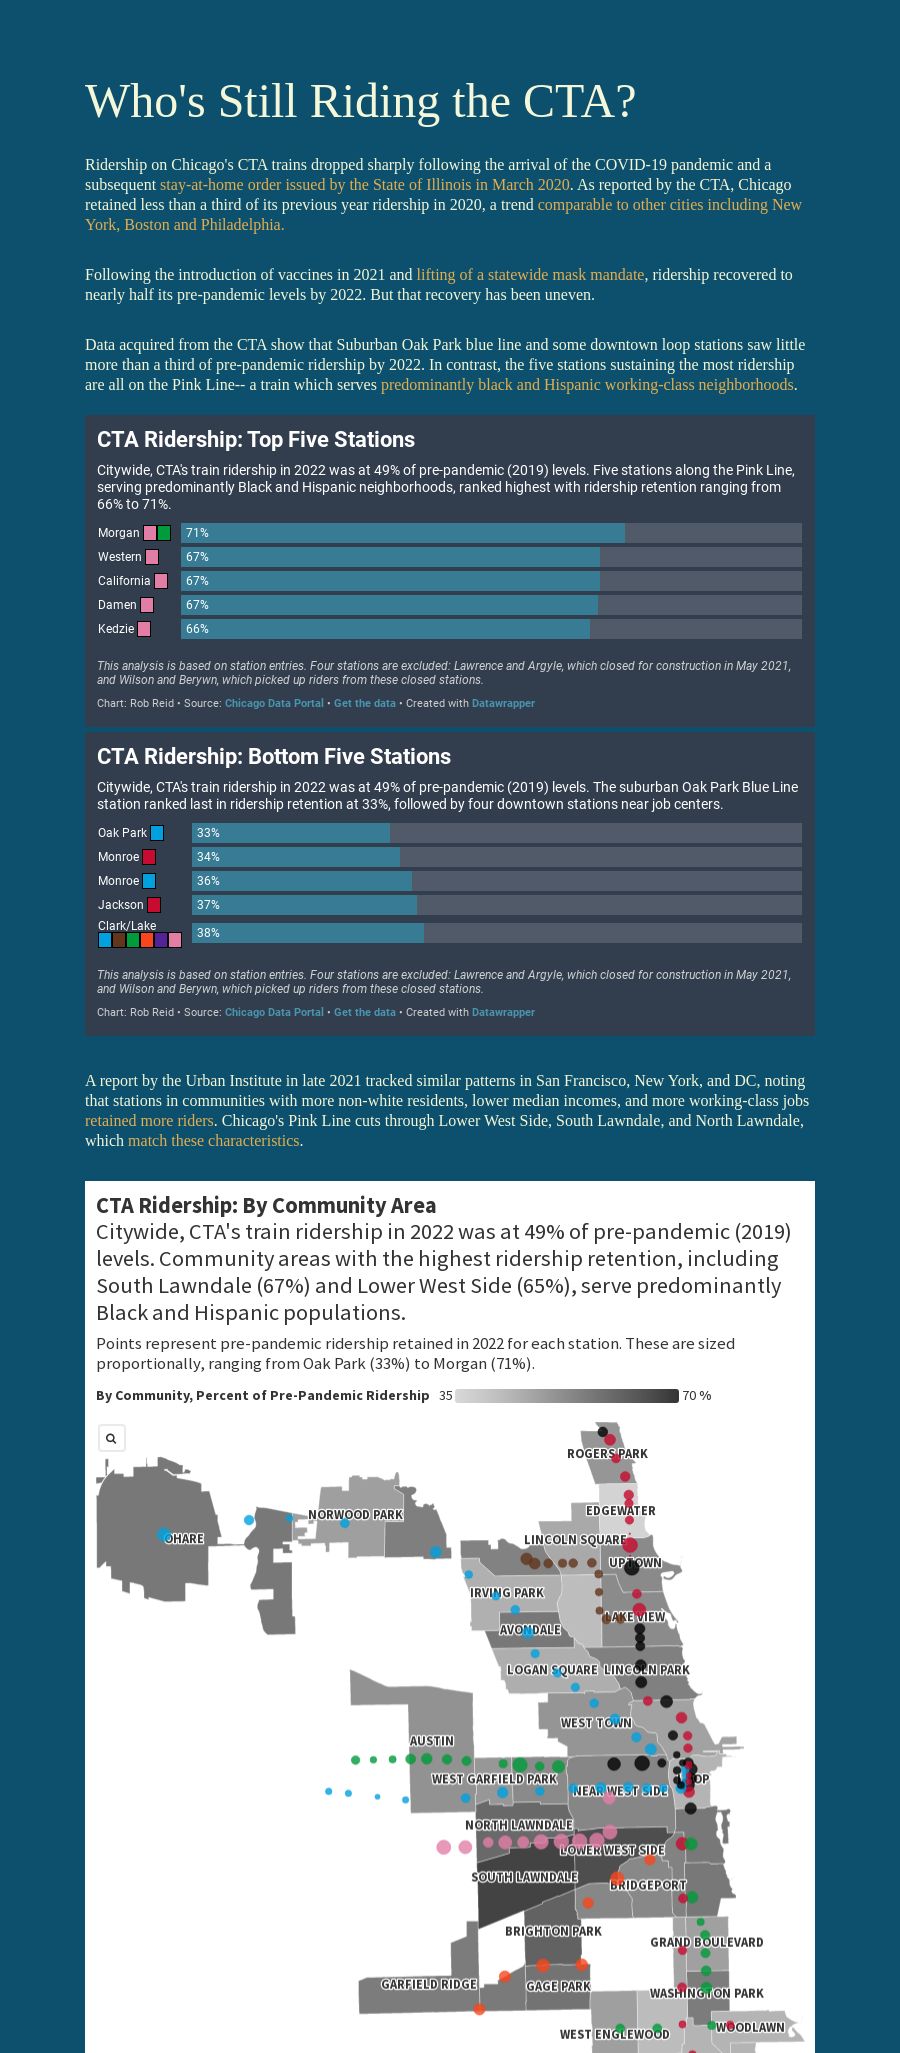 Who's Still Riding the CTA?
Ridership on Chicago's CTA trains dropped sharply following the arrival of the COVID-19 pandemic and a
subsequent stay-at-home order issued by the State of Illinois in March 2020. As reported by the CTA, Chicago
retained less than a third of its previous year ridership in 2020, a trend comparable to other cities including New
York, Boston and Philadelphia.
Following the introduction of vaccines in 2021 and lifting of a statewide mask mandate, ridership recovered to
nearly half its pre-pandemic levels by 2022. But that recovery has been uneven.
Data acquired from the CTA show that Suburban Oak Park blue line and some downtown loop stations saw little
more than a third of pre-pandemic ridership by 2022. In contrast, the five stations sustaining the most ridership
are all on the Pink Line-- a train which serves predominantly black and Hispanic working-class neighborhoods.
CTA Ridership: Top Five Stations
Citywide, CTA's train ridership in 2022 was at 49% of pre-pandemic (2019) levels. Five stations along the Pink Line,
serving predominantly Black and Hispanic neighborhoods, ranked highest with ridership retention ranging from
66% to 71%.
Morgan 71%
Western 67%
California 67%
Damen 67%
Kedzie 66%
This analysis is based on station entries. Four stations are excluded: Lawrence and Argyle, which closed for construction in May 2021,
and Wilson and Berywn, which picked up riders from these closed stations.
Chart: Rob Reid • Source: Chicago Data Portal • Get the data • Created with Datawrapper
CTA Ridership: Bottom Five Stations
Citywide, CTA's train ridership in 2022 was at 49% of pre-pandemic (2019) levels. The suburban Oak Park Blue Line
station ranked last in ridership retention at 33%, followed by four downtown stations near job centers.
Oak Park 33%
Monroe 34%
Monroe 36%
Jackson 37%
Clark/Lake 38%
This analysis is based on station entries. Four stations are excluded: Lawrence and Argyle, which closed for construction in May 2021,
and Wilson and Berywn, which picked up riders from these closed stations.
Chart: Rob Reid • Source: Chicago Data Portal • Get the data • Created with Datawrapper
A report by the Urban Institute in late 2021 tracked similar patterns in San Francisco, New York, and DC, noting
that stations in communities with more non-white residents, lower median incomes, and more working-class jobs
retained more riders. Chicago's Pink Line cuts through Lower West Side, South Lawndale, and North Lawndale,
which match these characteristics.
CTA Ridership: By Community Area
Citywide, CTA's train ridership in 2022 was at 49% of pre-pandemic (2019)
levels. Community areas with the highest ridership retention, including
South Lawndale (67%) and Lower West Side (65%), serve predominantly
Black and Hispanic populations.
Points represent pre-pandemic ridership retained in 2022 for each station. These are sized
proportionally, ranging from Oak Park (33%) to Morgan (71%).
By Community, Percent of Pre-Pandemic Ridership 35 70 %
ROGERS PARK
EDGEWATER
NORWOOD PARK
OHARE
LINCOLN SQUARE
UPTOWN
IRVING PARK
LAKE VIEW
AVONDALE
LOGAN SQUARE
LINCOLN PARK
WEST TOWN
AUSTIN
WEST GARFIELD PARK
NEAR WEST SIDE
NORTH LAWNDALE
LOWER WEST SIDE
SOUTH LAWNDALE
BRIDGEPORT
BRIGHTON PARK
GRAND BOULEVARD
GARFIELD RIDGE
GAGE PARK
WASHINGTON PARK
WOODLAWN
WEST ENGLEWOOD